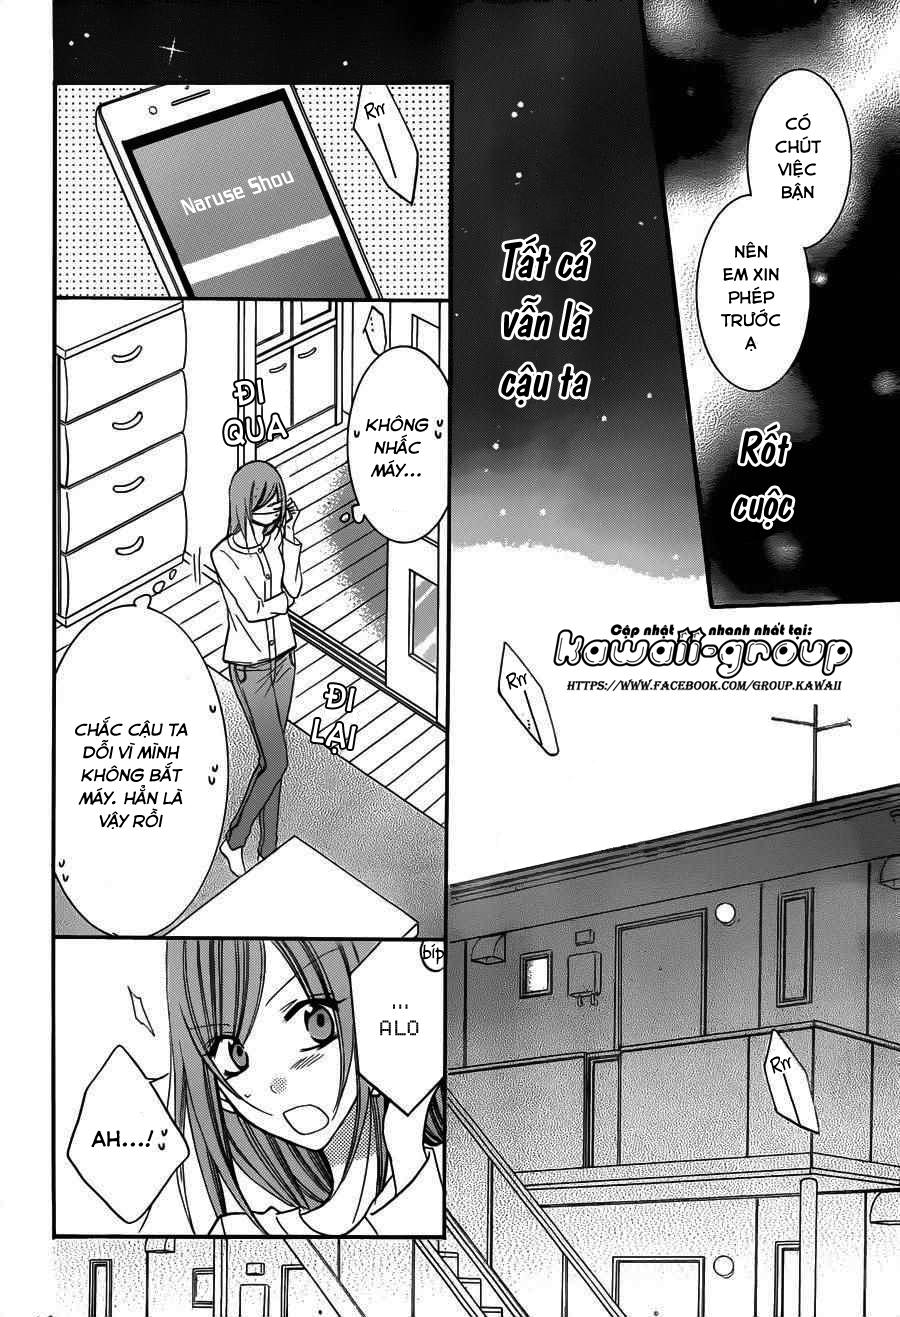 CÓ
CHÚT
VIỆC
BẬN
NÊN
EM XIN
PHÉP
TRƯỚC
Ạ
Rốt
cuộc
Tất cả
vẫn là
cậu ta
Cập nhật nhanh nhất tại:
kawaii-group
HTTPS://WWW.FACEBOOK.COM/GROUP.KAWAII
Rrr
Rrr
Rrr
Naruse Shou
ĐI
QUA
KHÔNG
NHẤC
MÁY...
ĐI
LẠI
CHẮC CẬU TA
DỖI VÌ MÌNH
KHÔNG BẮT
MÁY. HẲN LÀ
VẬY RỒI
bíp
...
ALO
AH...!